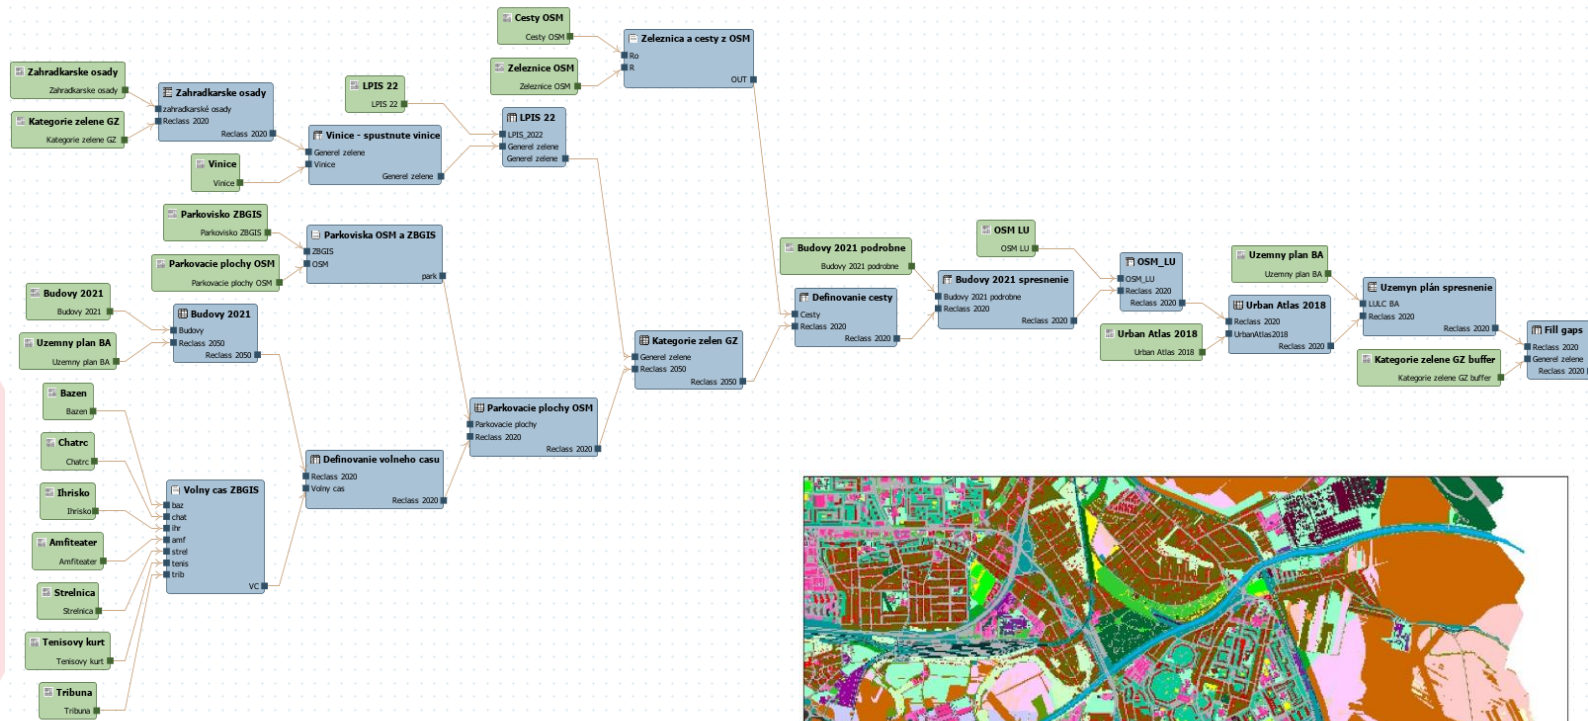 Cesty OSM
Cesty OSM
Zeleznice OSM
Zeleznice OSM
Zeleznica a cesty z OSM
Ro
R
OUT
Zahradkarske osady
Zahradkarske osady
Kategorie zelene GZ
Kategorie zelene GZ
Zahradkarske osady
zahradkarské osady
Reclass 2020
Reclass 2020
LPIS 22
LPIS 22
Vinice
Vinice
Vinice - spustnute vinice
Generel zelene
Vinice
Generel zelene
LPIS 22
LPIS_2022
Generel zelene
Generel zelene
Parkovisko ZBGIS
Parkovisko ZBGIS
Parkovacie plochy OSM
Parkovacie plochy OSM
Parkoviska OSM a ZBGIS
ZBGIS
OSM
park
Budovy 2021
Budovy 2021
Uzemny plan BA
Uzemny plan BA
Budovy 2021
Budovy
Reclass 2050
Reclass 2050
Bazen
Bazen
Chatrc
Chatrc
Ihrisko
Ihrisko
Amfiteater
Amfiteater
Strelnica
Strelnica
Tenisovy kurt
Tenisovy kurt
Tribuna
Tribuna
Volny cas ZBGIS
baz
chat
ihr
amf
strel
tenis
trib
VC
Definovanie volneho casu
Reclass 2020
Volny cas
Reclass 2020
Parkovacie plochy OSM
Parkovacie plochy
Reclass 2020
Reclass 2020
Kategorie zelen GZ
Generel zelene
Reclass 2050
Reclass 2050
Budovy 2021 podrobne
Budovy 2021 podrobne
Definovanie cesty
Cesty
Reclass 2020
Reclass 2020
Budovy 2021 spresnenie
Budovy 2021 podrobne
Reclass 2020
Reclass 2020
OSM LU
OSM LU
OSM_LU
OSM_LU
Reclass 2020
Reclass 2020
Urban Atlas 2018
Urban Atlas 2018
Urban Atlas 2018
Reclass 2020
UrbanAtlas2018
Reclass 2020
Uzemny plan BA
Uzemny plan BA
Uzemyn plán spresnenie
LULC BA
Reclass 2020
Reclass 2020
Kategorie zelene GZ buffer
Kategorie zelene GZ buffer
Fill gaps
Reclass 2020
Generel zelene
Reclass 2020